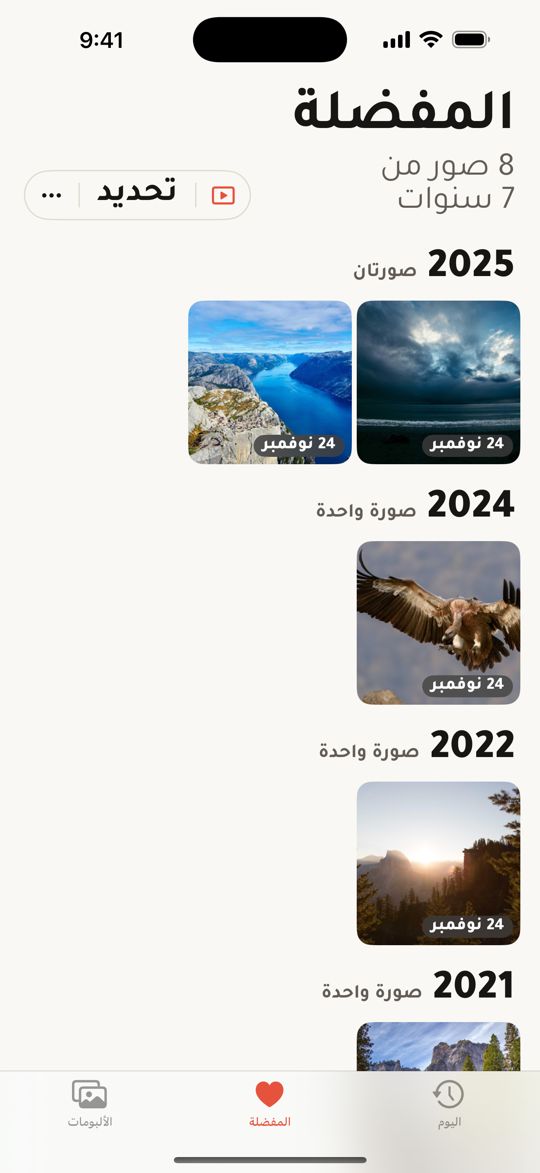 9:41
المفضلة
8 صور من
7 سنوات
تحديد
2025 صورتان
24 نوفمبر
24 نوفمبر
2024 صورة واحدة
24 نوفمبر
2022 صورة واحدة
24 نوفمبر
2021 صورة واحدة
اليوم
المفضلة
الألبومات